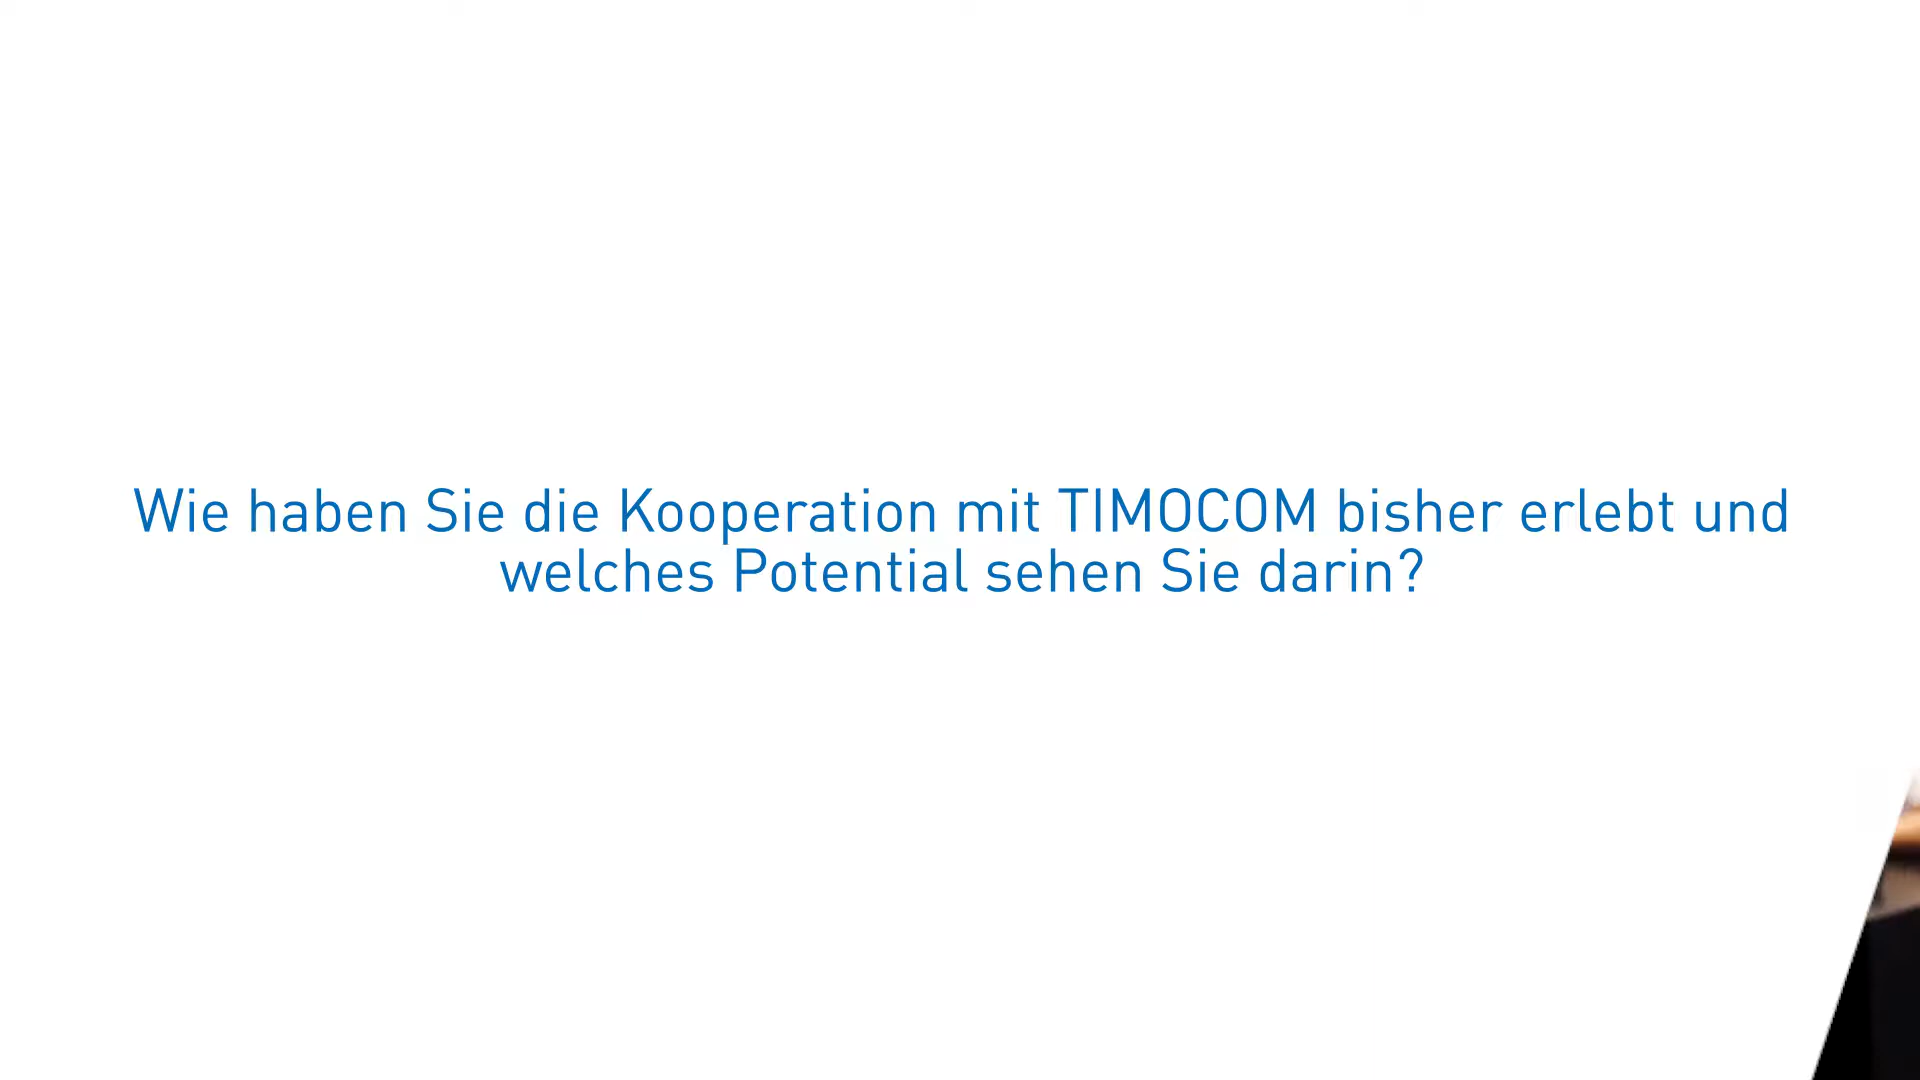 Wie haben Sie die Kooperation mit TIMOCOM bisher erlebt und
welches Potential sehen Sie darin?